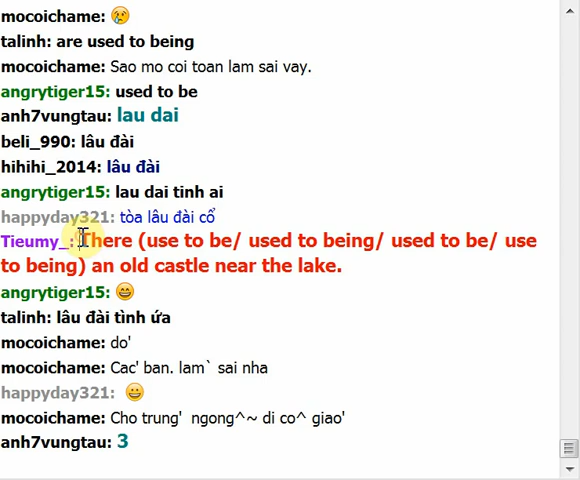 mocoichame:
talinh: are used to being
mocoichame: Sao mo coi toan lam sai vay.
angrytiger15: used to be
anh7vungtau: lau dai
beli_990: lâu đài
hihihi_2014: lâu đài
angrytiger15: lau dai tinh ai
happyday321: tòa lâu đài cổ
Tieumy_: There (use to be/ used to being/ used to be/ use
to being) an old castle near the lake.
angrytiger15:
talinh: lâu đài tình ứa
mocoichame: do'
mocoichame: Cac' ban. lam` sai nha
happyday321:
mocoichame: Cho trung' ngong^~ di co^ giao'
anh7vungtau: 3